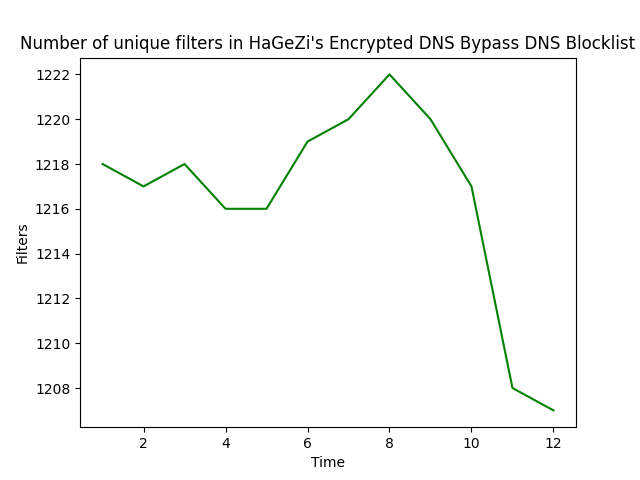 Number of unique filters in HaGeZi's Encrypted DNS Bypass DNS Blocklist
1222
1220
1218
1216
1214
1212
1210
1208
Filters
2 4 6 8 10 12
Time